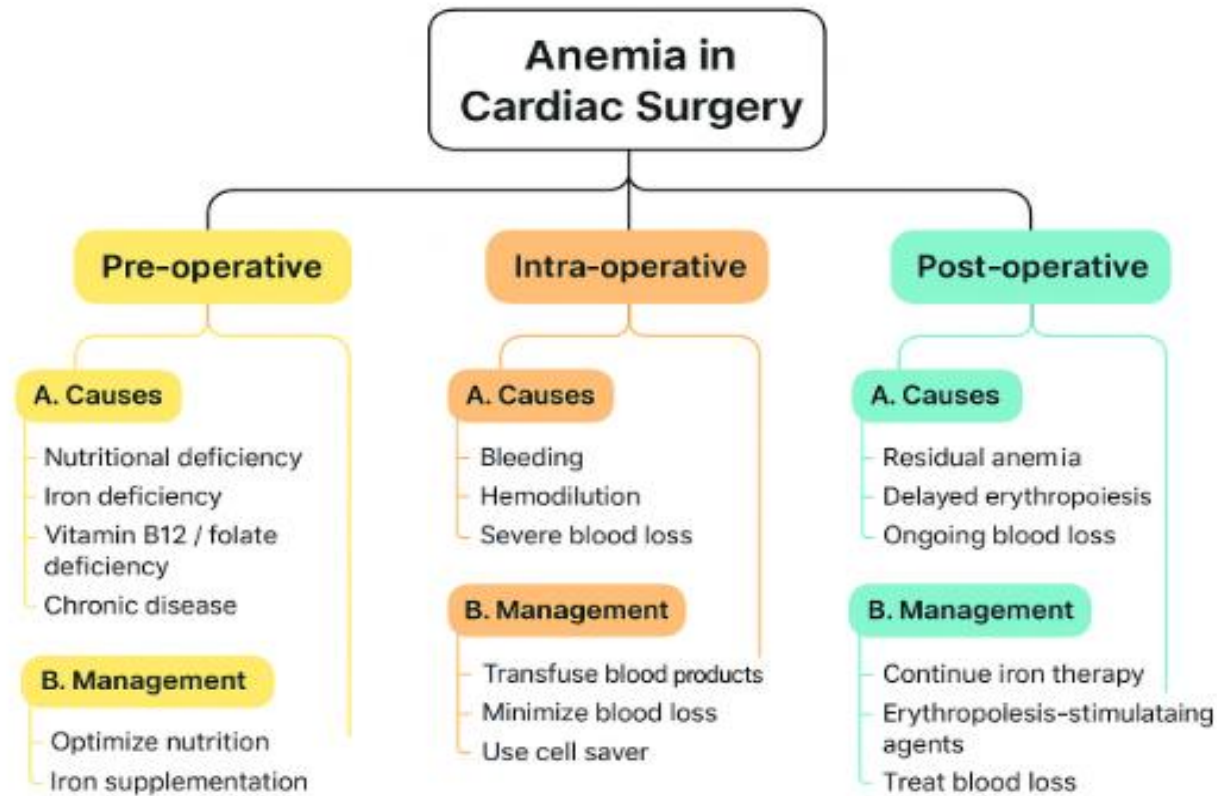 Anemia in
Cardiac Surgery
Pre-operative
A. Causes
Nutritional deficiency
Iron deficiency
Vitamin B12 / folate
deficiency
Chronic disease
B. Management
Optimize nutrition
Iron supplementation
Intra-operative
A. Causes
Bleeding
Hemodilution
Severe blood loss
B. Management
Transfuse blood products
Minimize blood loss
Use cell saver
Post-operative
A. Causes
Residual anemia
Delayed erythropoiesis
Ongoing blood loss
B. Management
Continue iron therapy
Erythropolesis-stimulataing
agents
Treat blood loss